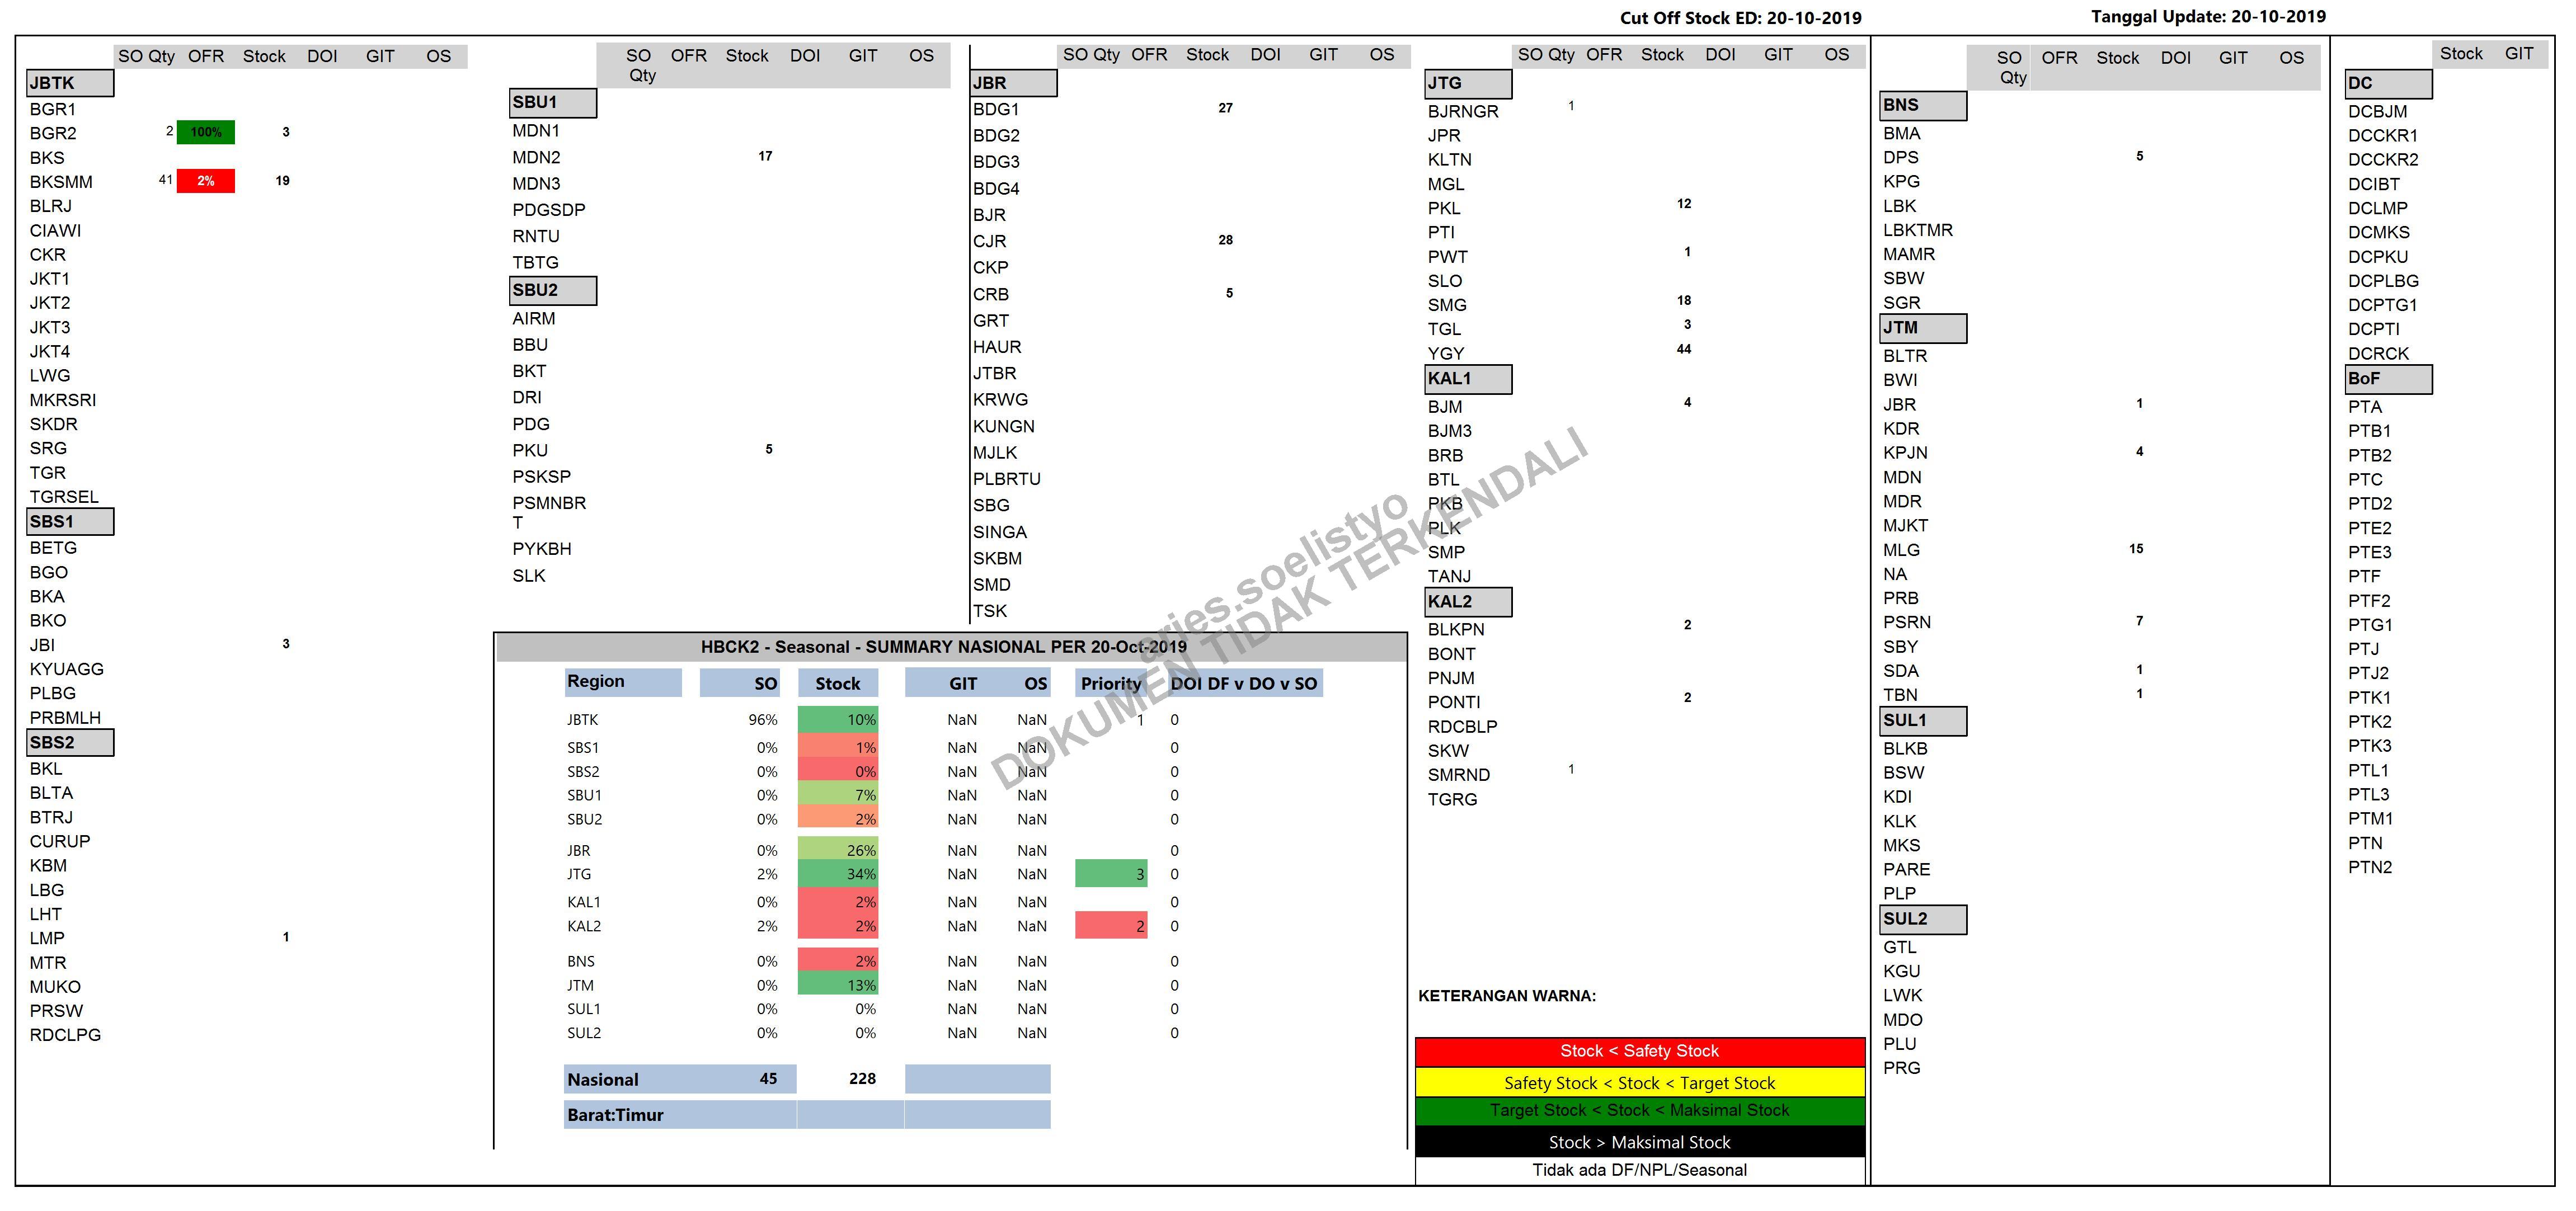 Cut Off Stock ED: 20-10-2019 Tanggal Update: 20-10-2019
SO Qty OFR Stock DOI GIT OS
JBTK
BGR1
BGR2 2 100% 3
BKS
BKSMM 41 2% 19
BLRJ
CIAWI
CKR
JKT1
JKT2
JKT3
JKT4
LWG
MKRSRI
SKDR
SRG
TGR
TGRSEL
SBS1
BETG
BGO
BKA
BKO
JBI 3
KYUAGG
PLBG
PRBMLH
SBS2
BKL
BLTA
BTRJ
CURUP
KBM
LBG
LHT
LMP 1
MTR
MUKO
PRSW
RDCLPG
SO OFR Stock DOI GIT OS
Qty
SBU1
MDN1
MDN2 17
MDN3
PDGSDP
RNTU
TBTG
SBU2
AIRM
BBU
BKT
DRI
PDG
PKU 5
PSKSP
PSMNBR
T
PYKBH
SLK
SO Qty OFR Stock DOI GIT OS
JBR
BDG1 27
BDG2
BDG3
BDG4
BJR
CJR 28
CKP
CRB 5
GRT
HAUR
JTBR
KRWG
KUNGN
MJLK
PLBRTU
SBG
SINGA
SKBM
SMD
TSK
HBCK2 - Seasonal - SUMMARY NASIONAL PER 20-Oct-2019
Region SO Stock GIT OS Priority DOI DF v DO v SO
JBTK 96% 10% NaN NaN 1 0
SBS1 0% 1% NaN NaN 0
SBS2 0% 0% NaN NaN 0
SBU1 0% 7% NaN NaN 0
SBU2 0% 2% NaN NaN 0
JBR 0% 26% NaN NaN 0
JTG 2% 34% NaN NaN 3 0
KAL1 0% 2% NaN NaN 0
KAL2 2% 2% NaN NaN 2 0
BNS 0% 2% NaN NaN 0
JTM 0% 13% NaN NaN 0
SUL1 0% 0% NaN NaN 0
SUL2 0% 0% NaN NaN 0
Nasional 45 228
Barat:Timur
aries.soelistyo
DOKUMEN TIDAK TERKENDALI
SO Qty OFR Stock DOI GIT OS
JTG
BJRNGR 1
JPR
KLTN
MGL
PKL 12
PTI
PWT 1
SLO
SMG 18
TGL 3
YGY 44
KAL1
BJM 4
BJM3
BRB
BTL
PKB
PLK
SMP
TANJ
KAL2
BLKPN 2
BONT
PNJM
PONTI 2
RDCBLP
SKW
SMRND 1
TGRG
KETERANGAN WARNA:
Stock < Safety Stock
Safety Stock < Stock < Target Stock
Target Stock < Stock < Maksimal Stock
Stock > Maksimal Stock
Tidak ada DF/NPL/Seasonal
SO OFR Stock DOI GIT OS
Qty
BNS
BMA
DPS 5
KPG
LBK
LBKTMR
MAMR
SBW
SGR
JTM
BLTR
BWI
JBR 1
KDR
KPJN 4
MDN
MDR
MJKT
MLG 15
NA
PRB
PSRN 7
SBY
SDA 1
TBN 1
SUL1
BLKB
BSW
KDI
KLK
MKS
PARE
PLP
SUL2
GTL
KGU
LWK
MDO
PLU
PRG
Stock GIT
DC
DCBJM
DCCKR1
DCCKR2
DCIBT
DCLMP
DCMKS
DCPKU
DCPLBG
DCPTG1
DCPTI
DCRCK
BoF
PTA
PTB1
PTB2
PTC
PTD2
PTE2
PTE3
PTF
PTF2
PTG1
PTJ
PTJ2
PTK1
PTK2
PTK3
PTL1
PTL3
PTM1
PTN
PTN2